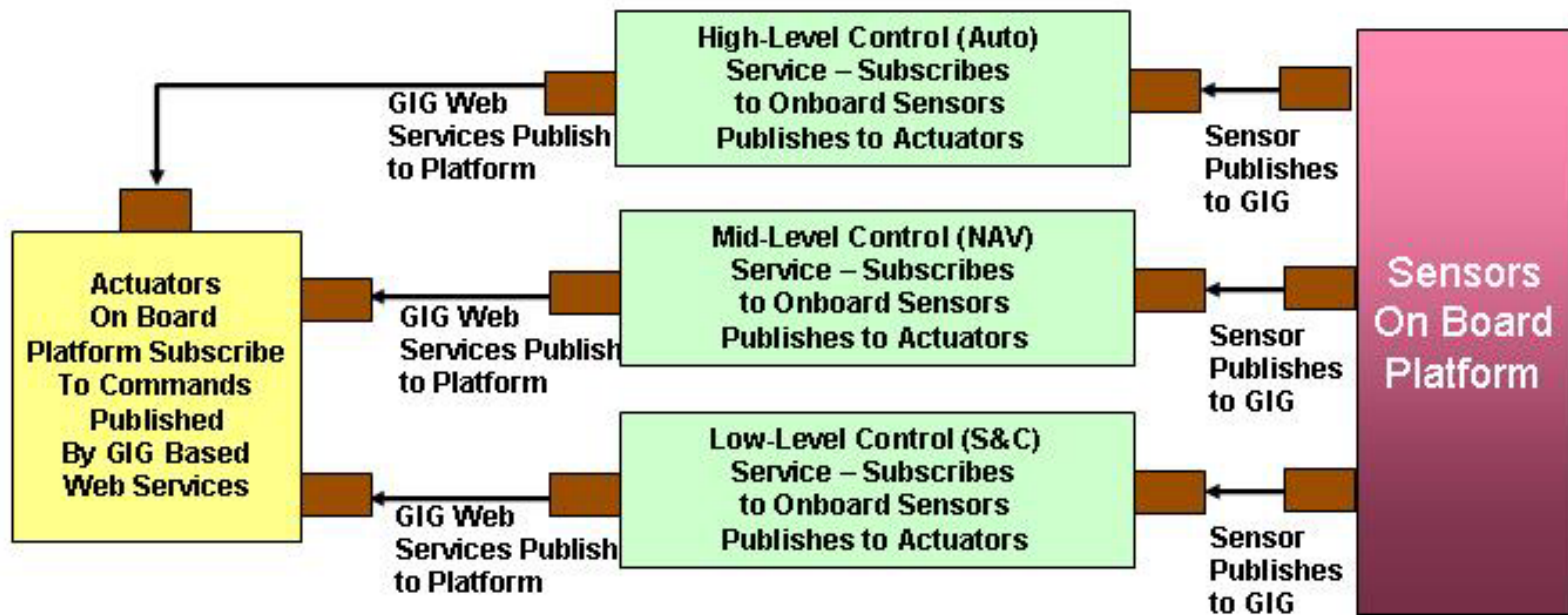 High-Level Control (Auto)
Service – Subscribes
to Onboard Sensors
Publishes to Actuators
GIG Web
Services Publish
to Platform
Sensor
Publishes
to GIG
Mid-Level Control (NAV)
Service – Subscribes
to Onboard Sensors
Publishes to Actuators
GIG Web
Services Publish
to Platform
Sensor
Publishes
to GIG
Low-Level Control (S&C)
Service – Subscribes
to Onboard Sensors
Publishes to Actuators
GIG Web
Services Publish
to Platform
Sensor
Publishes
to GIG
Actuators
On Board
Platform Subscribe
To Commands
Published
By GIG Based
Web Services
Sensors
On Board
Platform